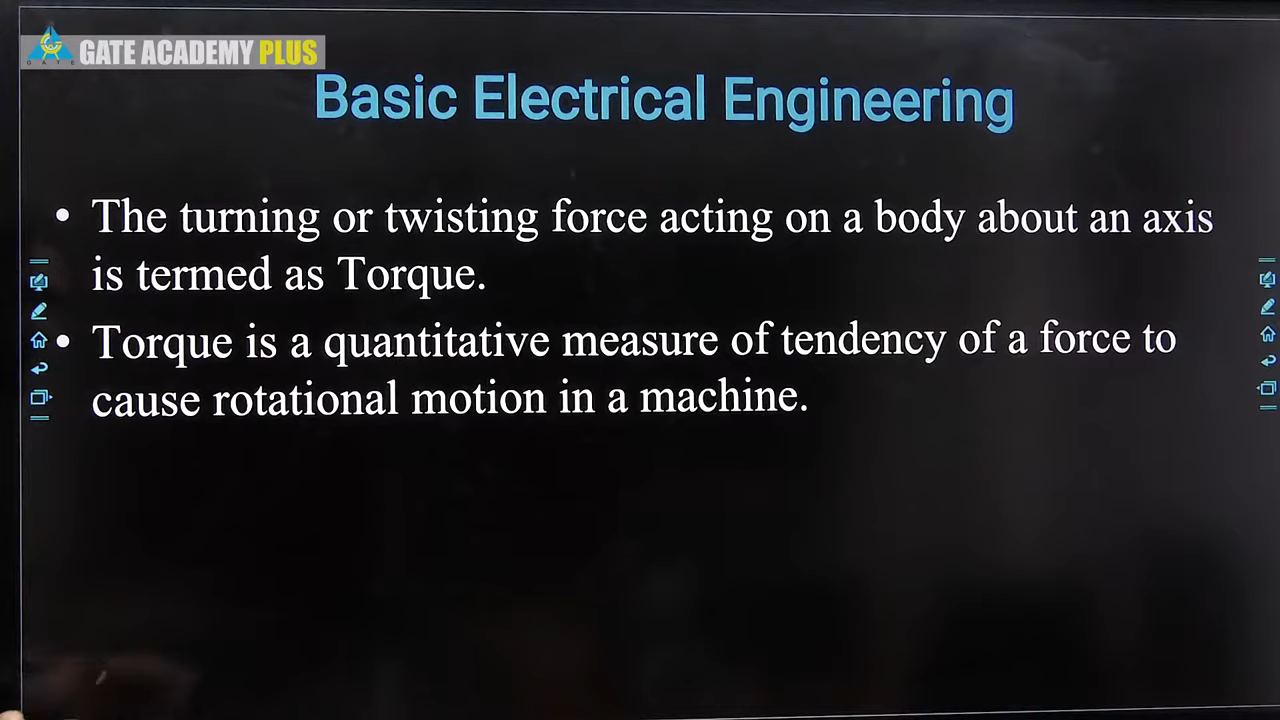 GATE ACADEMY PLUS
GATE
Basic Electrical Engineering
• The turning or twisting force acting on a body about an axis
is termed as Torque.
• Torque is a quantitative measure of tendency of a force to
cause rotational motion in a machine.